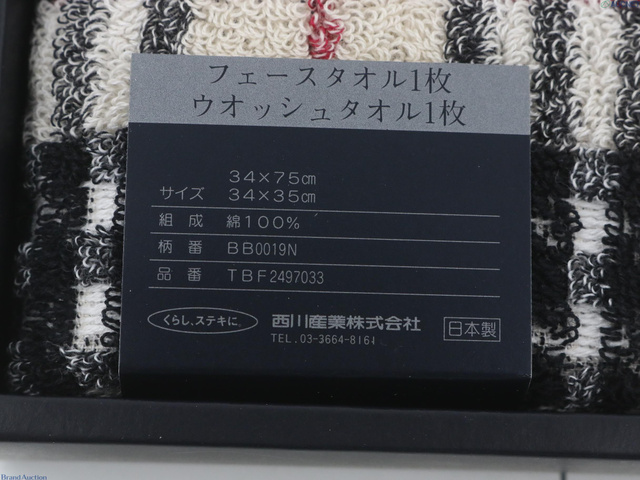 フェースタオル1枚
ウオッシュタオル1枚
34×75㎝
サイズ 34×35㎝
組成 綿100%
柄番 BB0019N
品番 TBF2497033
くらし、ステキに。 西川産業株式会社 日本製
TEL.03-3664-8161
BrandAuction